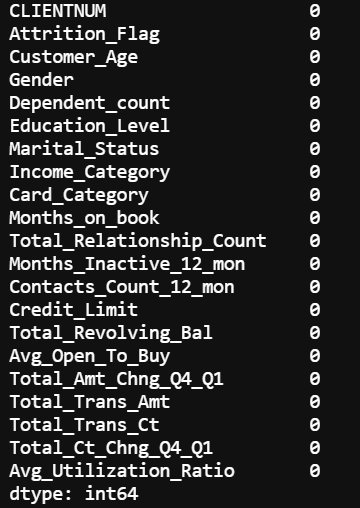 CLIENTNUM 0
Attrition_Flag 0
Customer_Age 0
Gender 0
Dependent_count 0
Education_Level 0
Marital_Status 0
Income_Category 0
Card_Category 0
Months_on_book 0
Total_Relationship_Count 0
Months_Inactive_12_mon 0
Contacts_Count_12_mon 0
Credit_Limit 0
Total_Revolving_Bal 0
Avg_Open_To_Buy 0
Total_Amt_Chng_Q4_Q1 0
Total_Trans_Amt 0
Total_Trans_Ct 0
Total_Ct_Chng_Q4_Q1 0
Avg_Utilization_Ratio 0
dtype: int64